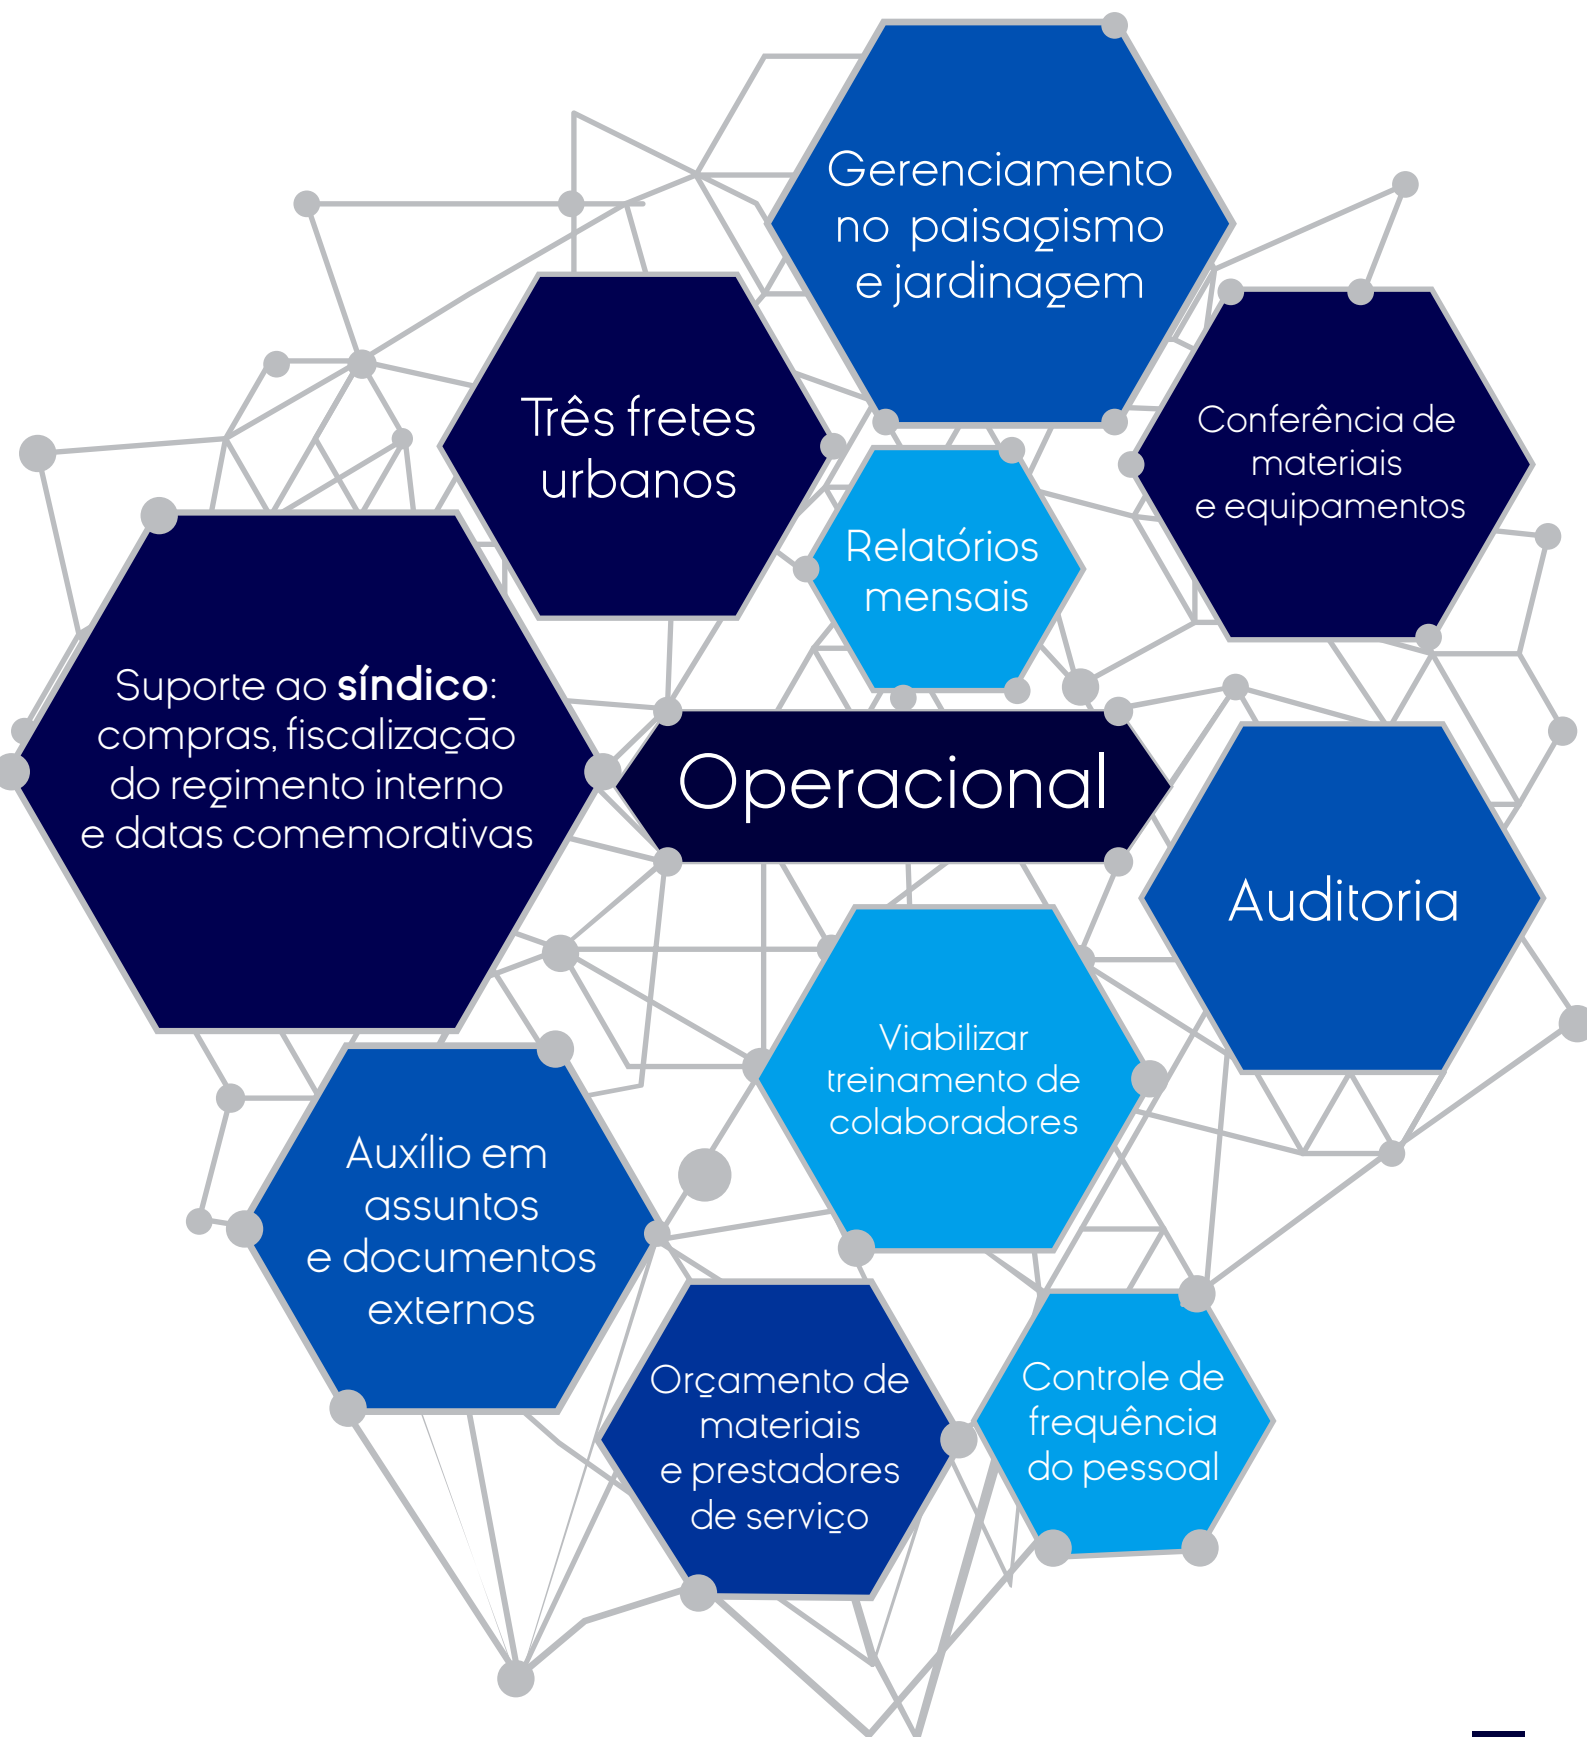 Gerenciamento
no paisagismo
e jardinagem
Três fretes
urbanos
Conferência de
materiais
e equipamentos
Relatórios
mensais
Suporte ao síndico:
compras, fiscalização
do regimento interno
e datas comemorativas
Operacional
Auditoria
Viabilizar
treinamento de
colaboradores
Auxílio em
assuntos
e documentos
externos
Orçamento de
materiais
e prestadores
de serviço
Controle de
frequência
do pessoal